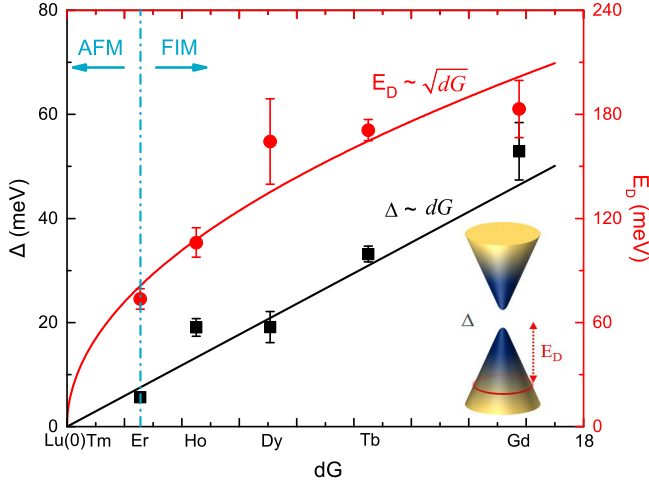 80
60
40
20
0
Δ (meV)
AFM
FIM
E_D ~ √dG
Δ ~ dG
Δ
E_D
240
180
120
60
0
E_D (meV)
Lu(0)Tm Er Ho Dy Tb Gd 18
dG